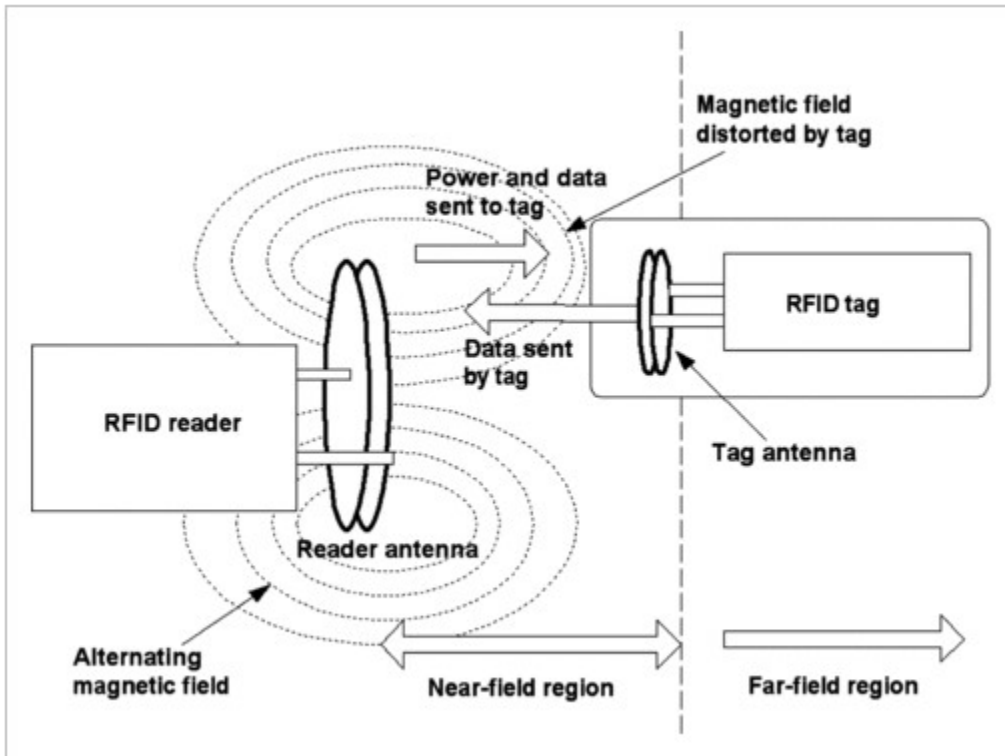 Magnetic field
distorted by tag
Power and data
sent to tag
RFID tag
Data sent
by tag
RFID reader
Tag antenna
Reader antenna
Alternating
magnetic field
Near-field region
Far-field region